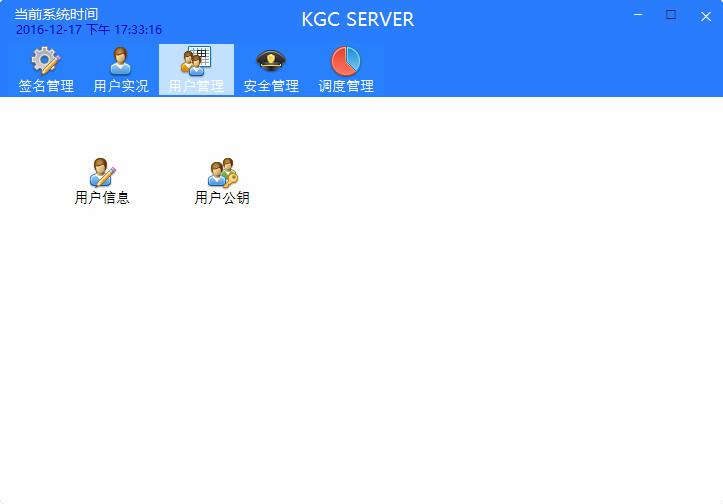 当前系统时间
KGC SERVER
2016-12-17 下午 17:33:16
签名管理 用户实况 用户管理 安全管理 调度管理
用户信息 用户公钥